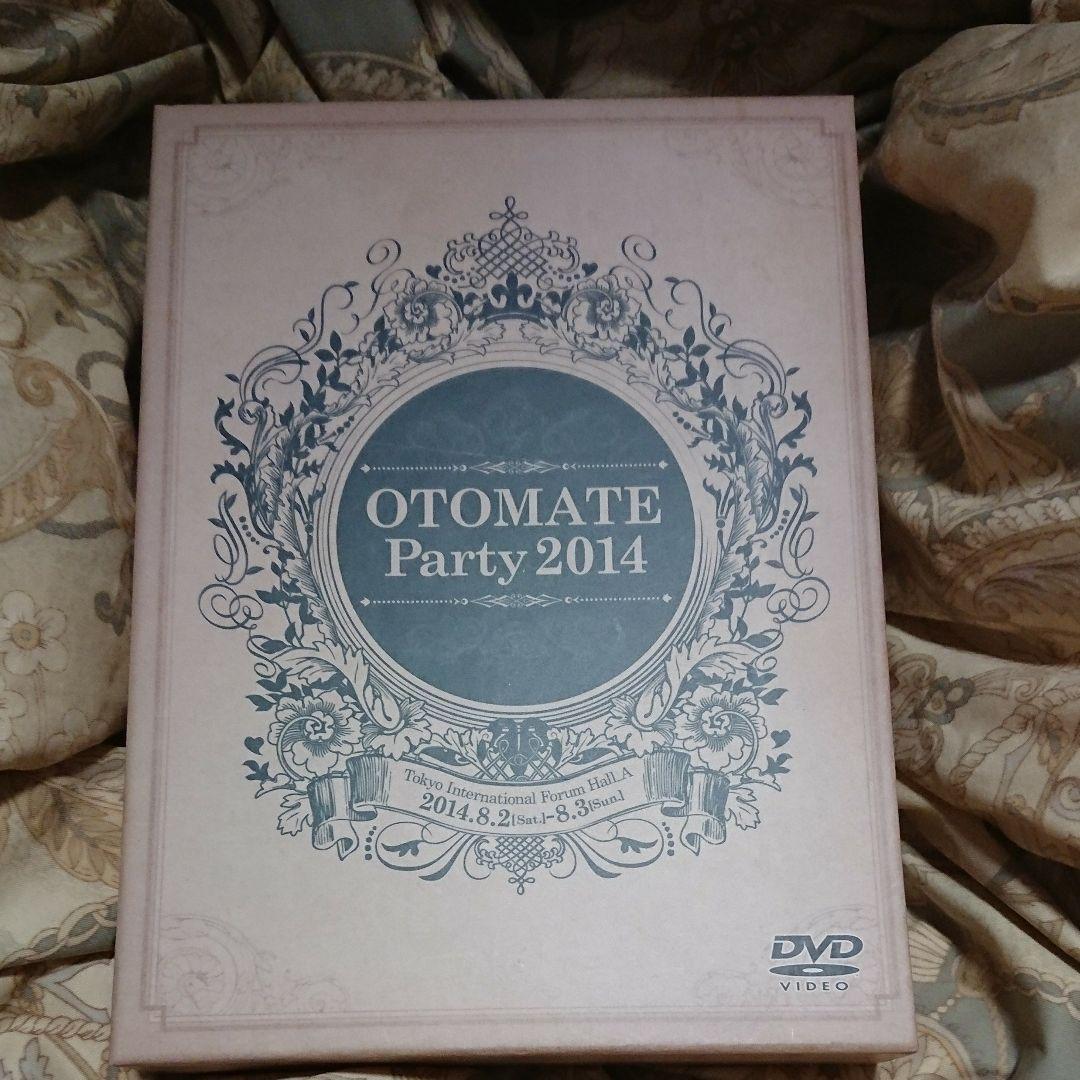 OTOMATE
Party 2014
Tokyo International Forum Hall.A
2014.8.2[Sat.]-8.3[Sun.]
DVD
VIDEO